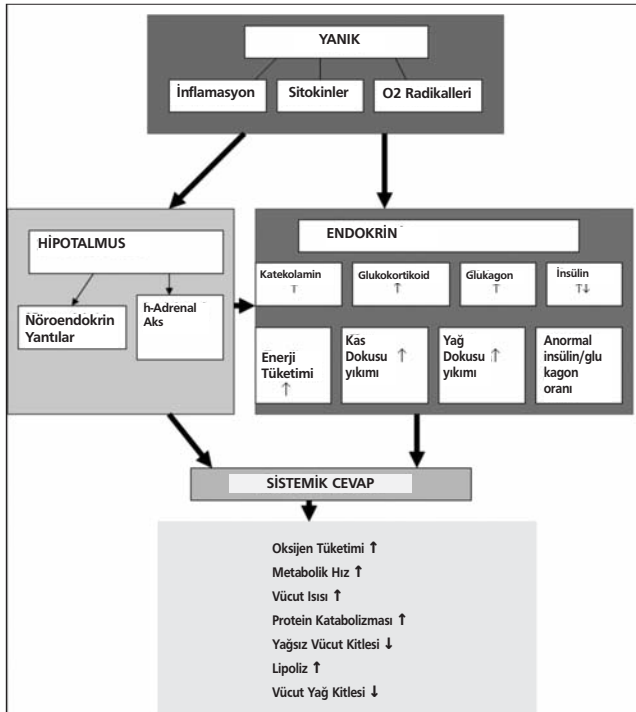 YANIK
İnflamasyon
Sitokinler
O2 Radikalleri
HİPOTALMUS
Nöroendokrin
Yantılar
h-Adrenal
Aks
ENDOKRİN
Katekolamin
↑
Glukokortikoid
↑
Glukagon
↑
İnsülin
↑↓
Enerji
Tüketimi
↑
Kas
Dokusu ↑
yıkımı
Yağ
Dokusu ↑
yıkımı
Anormal
insülin/glu
kagon
oranı
SİSTEMİK CEVAP
Oksijen Tüketimi ↑
Metabolik Hız ↑
Vücut Isısı ↑
Protein Katabolizması ↑
Yağsız Vücut Kitlesi ↓
Lipoliz ↑
Vücut Yağ Kitlesi ↓